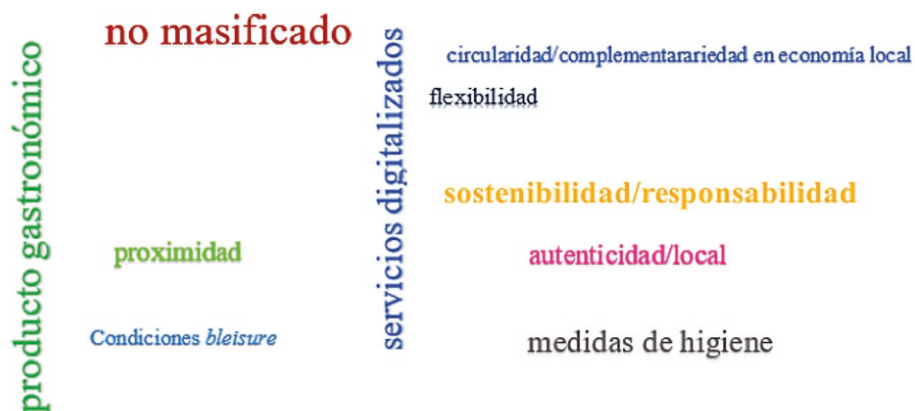 producto gastronómico
no masificado
proximidad
Condiciones bleisure
servicios digitalizados
circularidad/complementarariedad en economía local
flexibilidad
sostenibilidad/responsabilidad
autenticidad/local
medidas de higiene